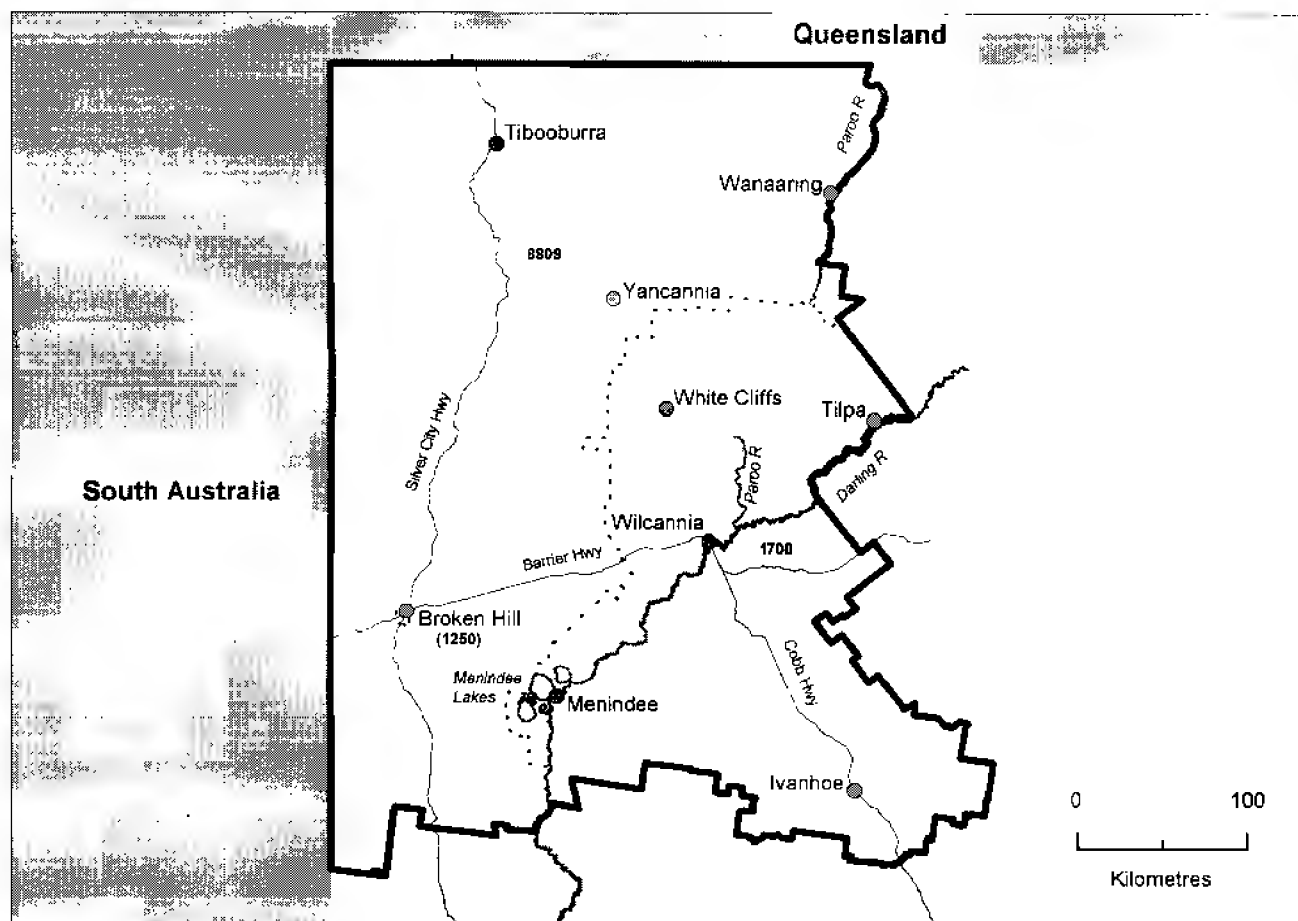 Queensland
Tibooburra
Paroo R
Wanaaring
8809
Yancannia
White Cliffs
Tilpa
Silver City Hwy
South Australia
Paroo R
Darling R
Wilcannia
1700
Barrier Hwy
Broken Hill
(1250)
Cobb Hwy
Menindee
Lakes
Menindee
Ivanhoe
0 100
Kilometres